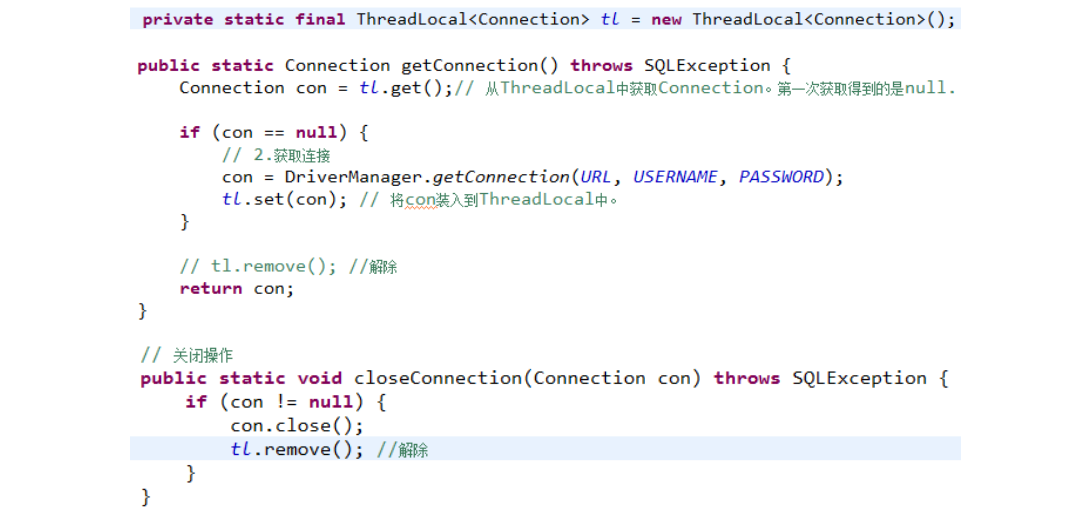 private static final ThreadLocal<Connection> tl = new ThreadLocal<Connection>();
public static Connection getConnection() throws SQLException {
Connection con = tl.get();// 从ThreadLocal中获取Connection。第一次获取得到的是null.
if (con == null) {
// 2.获取连接
con = DriverManager.getConnection(URL, USERNAME, PASSWORD);
tl.set(con); // 将con装入到ThreadLocal中。
}
// tl.remove(); //解除
return con;
}
// 关闭操作
public static void closeConnection(Connection con) throws SQLException {
if (con != null) {
con.close();
tl.remove(); //解除
}
}